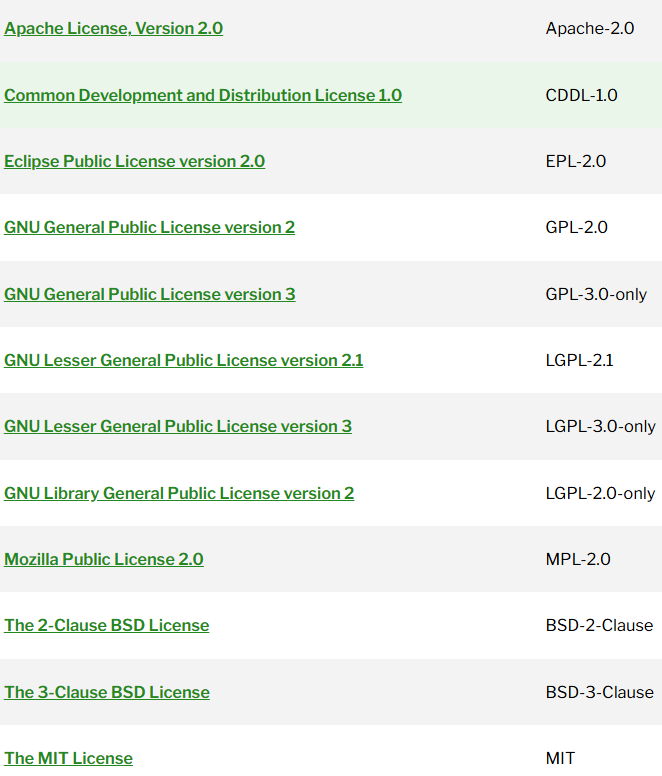 Apache License, Version 2.0 Apache-2.0
Common Development and Distribution License 1.0 CDDL-1.0
Eclipse Public License version 2.0 EPL-2.0
GNU General Public License version 2 GPL-2.0
GNU General Public License version 3 GPL-3.0-only
GNU Lesser General Public License version 2.1 LGPL-2.1
GNU Lesser General Public License version 3 LGPL-3.0-only
GNU Library General Public License version 2 LGPL-2.0-only
Mozilla Public License 2.0 MPL-2.0
The 2-Clause BSD License BSD-2-Clause
The 3-Clause BSD License BSD-3-Clause
The MIT License MIT